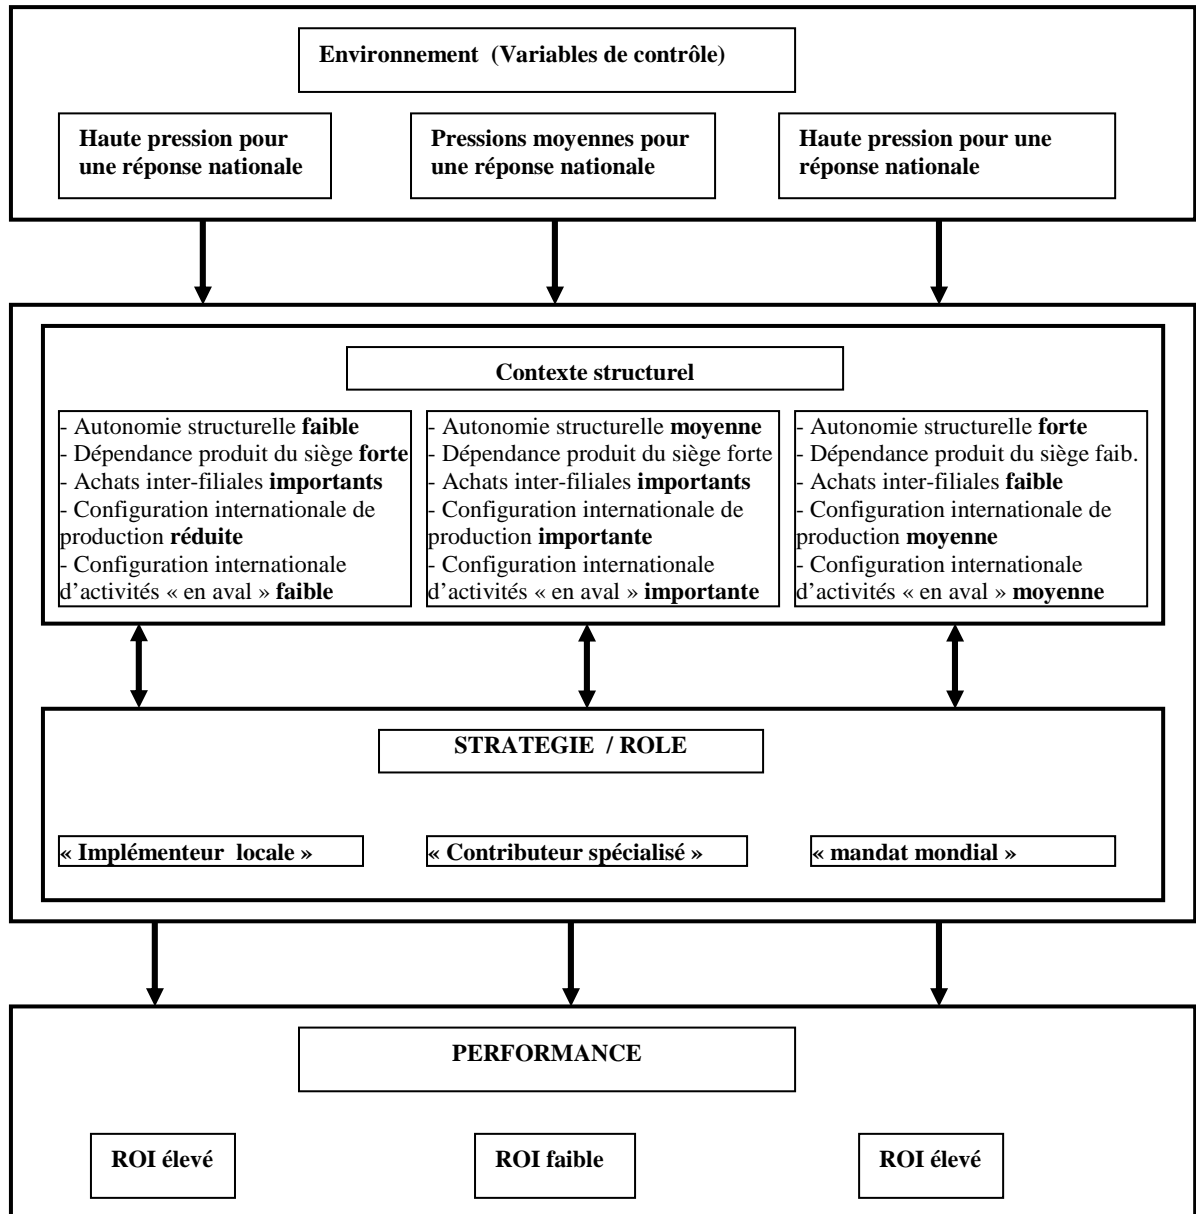 Environnement (Variables de contrôle)
Haute pression pour
une réponse nationale
Pressions moyennes pour
une réponse nationale
Haute pression pour une
réponse nationale
Contexte structurel
- Autonomie structurelle faible
- Dépendance produit du siège forte
- Achats inter-filiales importants
- Configuration internationale de
production réduite
- Configuration internationale
d'activités « en aval » faible
- Autonomie structurelle moyenne
- Dépendance produit du siège forte
- Achats inter-filiales importants
- Configuration internationale de
production importante
- Configuration internationale
d'activités « en aval » importante
- Autonomie structurelle forte
- Dépendance produit du siège faib.
- Achats inter-filiales faible
- Configuration internationale de
production moyenne
- Configuration internationale
d'activités « en aval » moyenne
STRATEGIE / ROLE
« Implémenteur locale »
« Contributeur spécialisé »
« mandat mondial »
PERFORMANCE
ROI élevé
ROI faible
ROI élevé